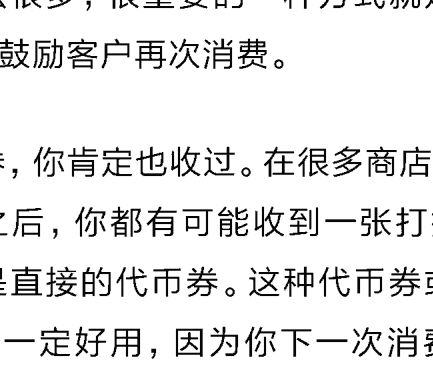 很多，很重要的一种方式就
鼓励客户再次消费。
，你肯定也收过。在很多商店
之后，你都有可能收到一张打
是直接的代币券。这种代币券或
一定好用，因为你下一次消费